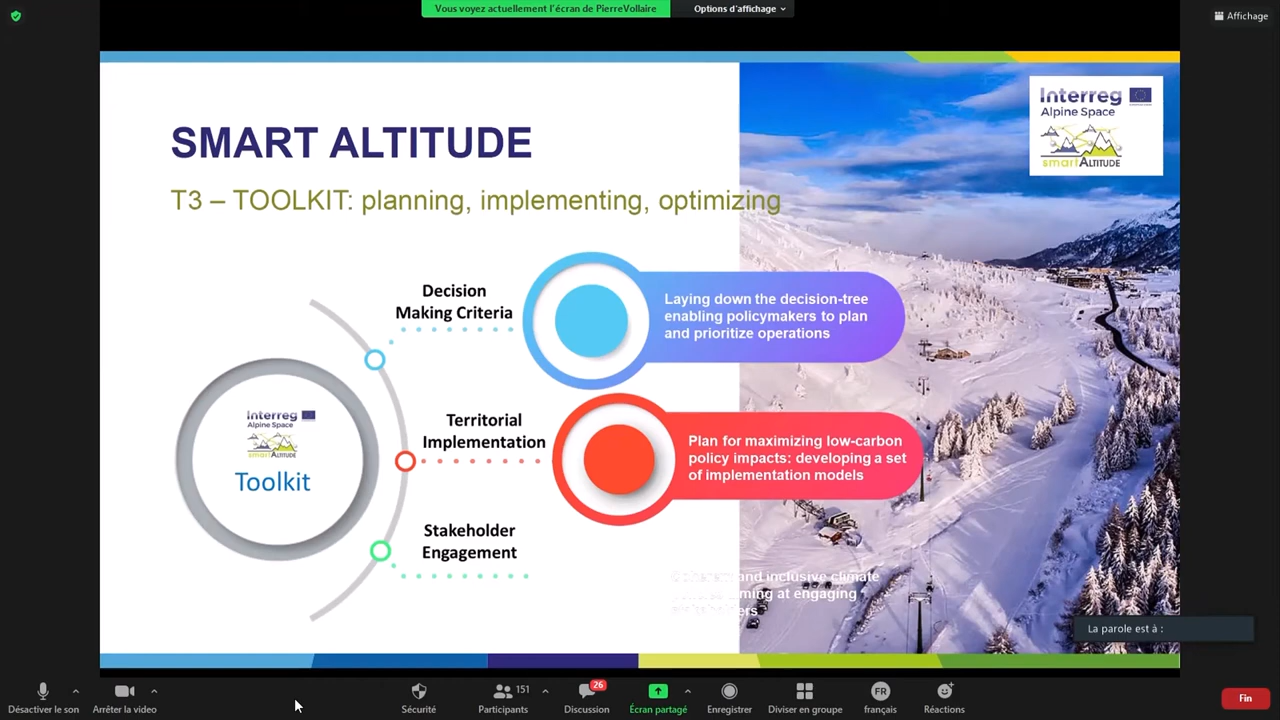 Vous voyez actuellement l'écran de PierreVollaire
Options d'affichage
Affichage
Interreg
Alpine Space
smartALTITUDE
SMART ALTITUDE
T3 – TOOLKIT: planning, implementing, optimizing
Decision
Making Criteria
Laying down the decision-tree
enabling policymakers to plan
and prioritize operations
Territorial
Implementation
Plan for maximizing low-carbon
policy impacts: developing a set
of implementation models
Interreg
Alpine Space
smartALTITUDE
Toolkit
Stakeholder
Engagement
and inclusive climate
aiming at engaging
stakeholders
La parole est à :
Désactiver le son
Arrêter la video
Sécurité
151
Participants
26
Discussion
Écran partagé
Enregistrer
Diviser en groupe
FR
français
Réactions
Fin